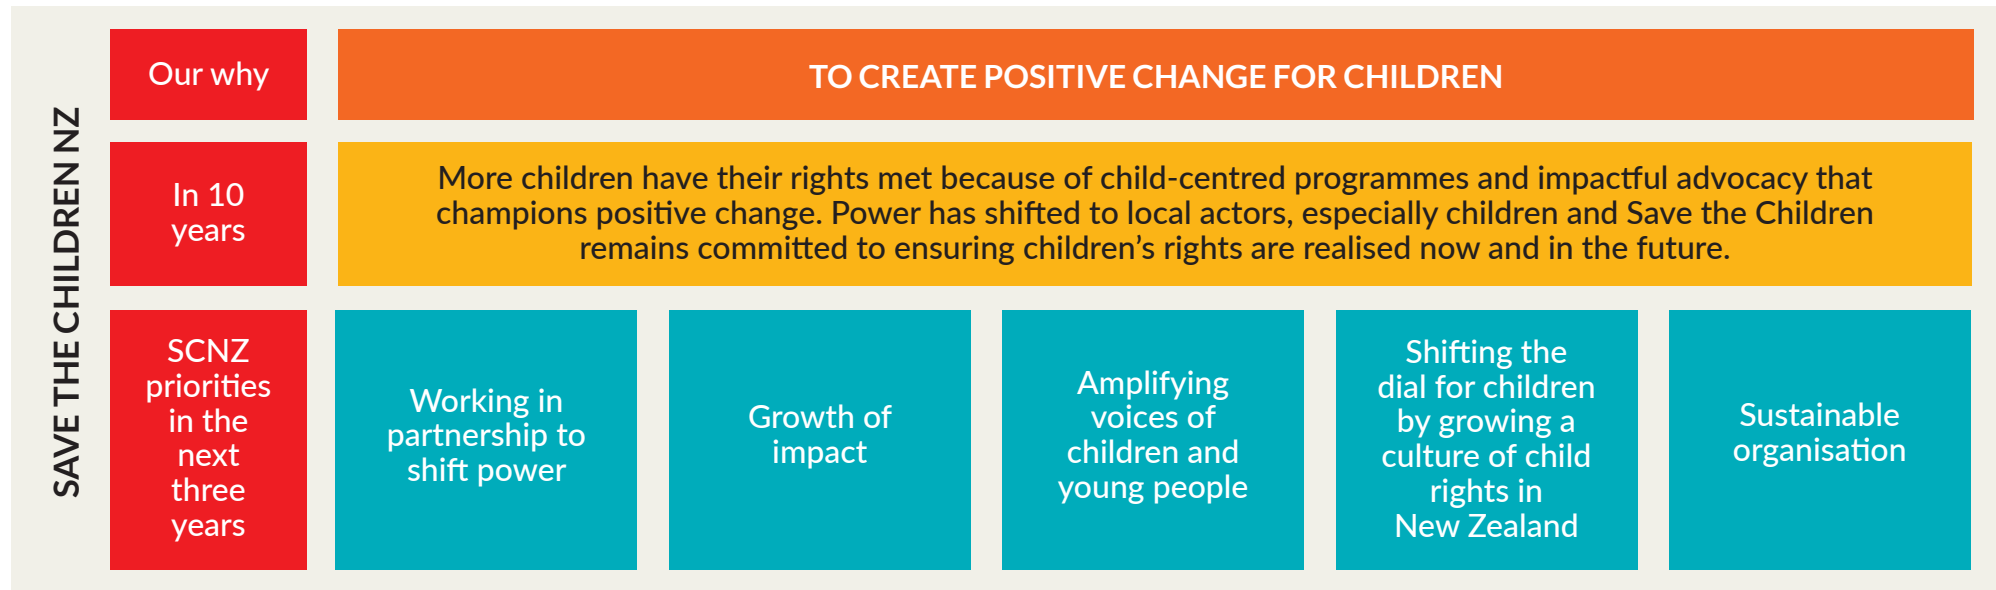 SAVE THE CHILDREN NZ
Our why
TO CREATE POSITIVE CHANGE FOR CHILDREN
In 10
years
More children have their rights met because of child-centred programmes and impactful advocacy that
champions positive change. Power has shifted to local actors, especially children and Save the Children
remains committed to ensuring children’s rights are realised now and in the future.
SCNZ
priorities
in the
next
three
years
Working in
partnership to
shift power
Growth of
impact
Amplifying
voices of
children and
young people
Shifting the
dial for children
by growing a
culture of child
rights in
New Zealand
Sustainable
organisation